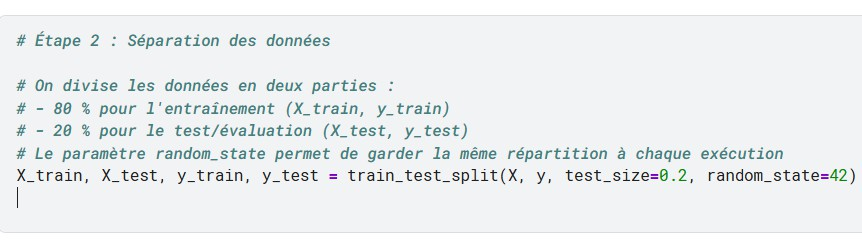 # Étape 2 : Séparation des données
# On divise les données en deux parties :
# - 80 % pour l'entraînement (X_train, y_train)
# - 20 % pour le test/évaluation (X_test, y_test)
# Le paramètre random_state permet de garder la même répartition à chaque exécution
X_train, X_test, y_train, y_test = train_test_split(X, y, test_size=0.2, random_state=42)